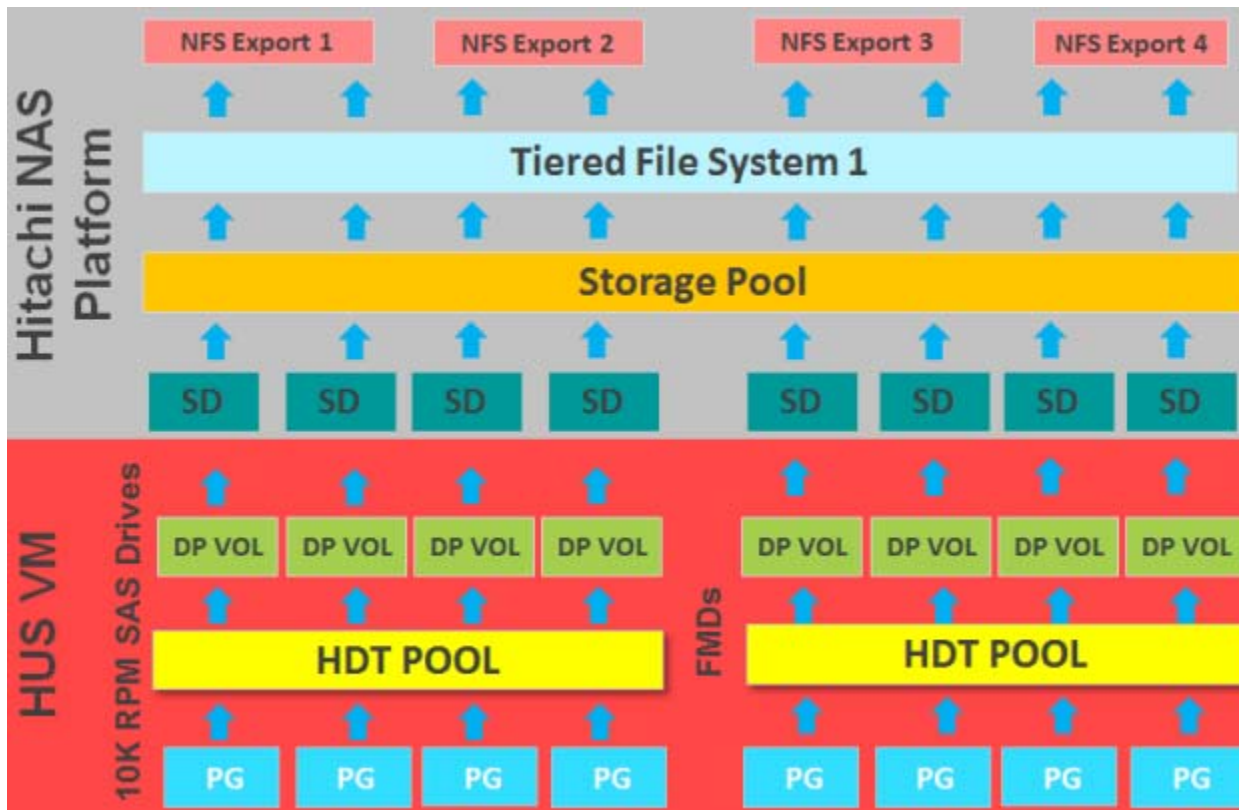 NFS Export 1
NFS Export 2
NFS Export 3
NFS Export 4
Hitachi NAS
Platform
Tiered File System 1
Storage Pool
SD
SD
SD
SD
SD
SD
SD
SD
HUS VM
10K RPM SAS Drives
DP VOL
DP VOL
DP VOL
DP VOL
FMDs
DP VOL
DP VOL
DP VOL
DP VOL
HDT POOL
HDT POOL
PG
PG
PG
PG
PG
PG
PG
PG